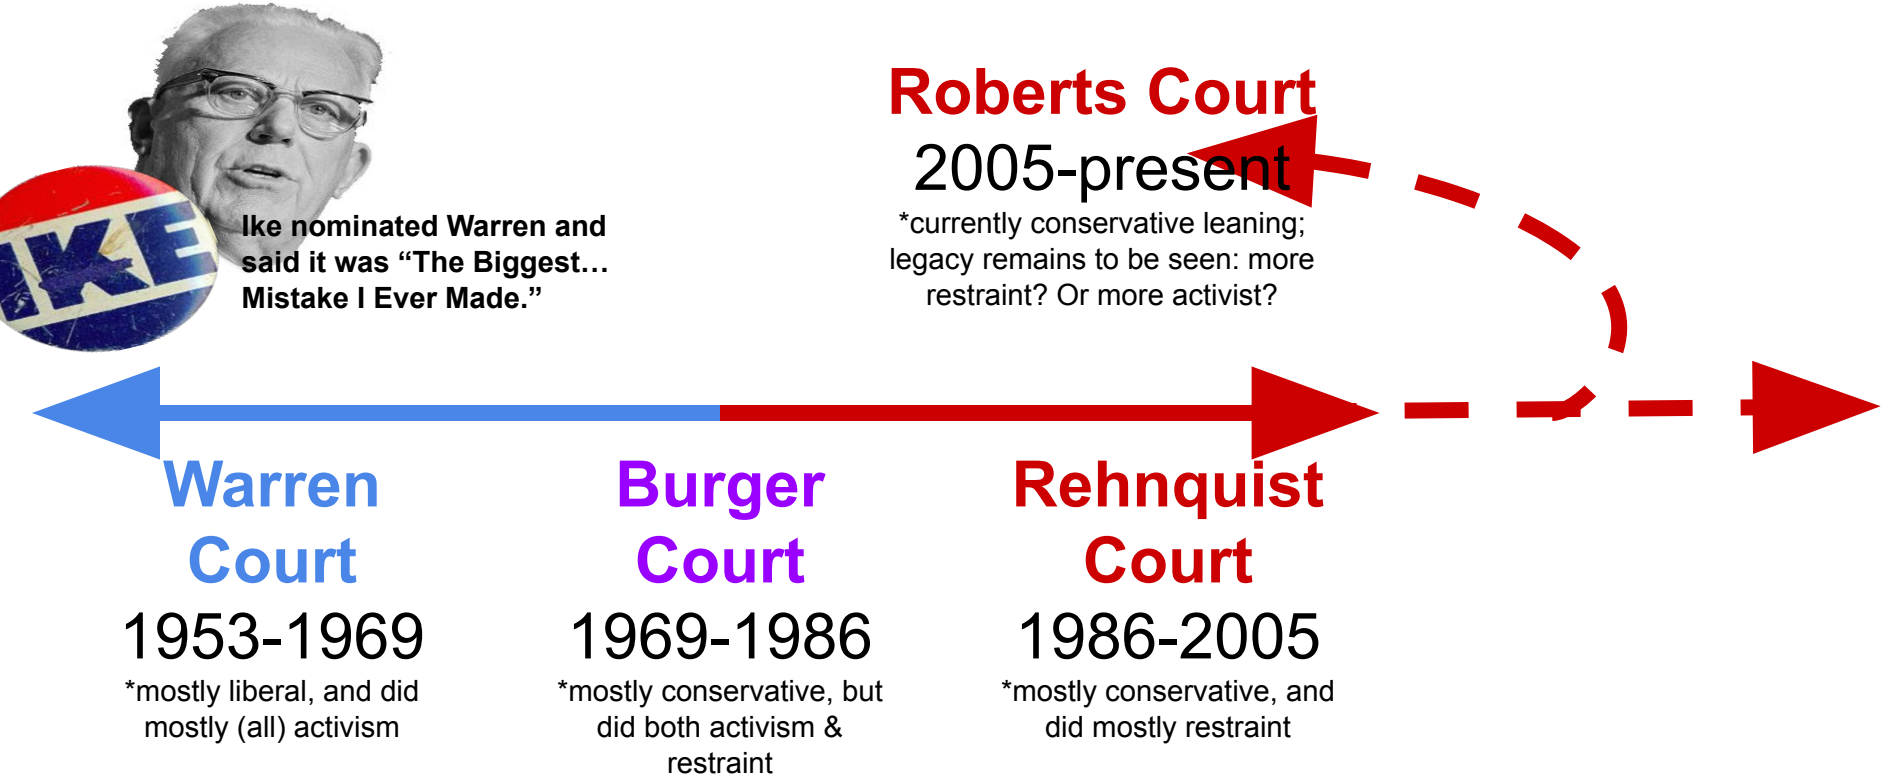 IKE
Ike nominated Warren and
said it was “The Biggest…
Mistake I Ever Made.”
Roberts Court
2005-present
*currently conservative leaning;
legacy remains to be seen: more
restraint? Or more activist?
Warren
Court
1953-1969
*mostly liberal, and did
mostly (all) activism
Burger
Court
1969-1986
*mostly conservative, but
did both activism &
restraint
Rehnquist
Court
1986-2005
*mostly conservative, and
did mostly restraint